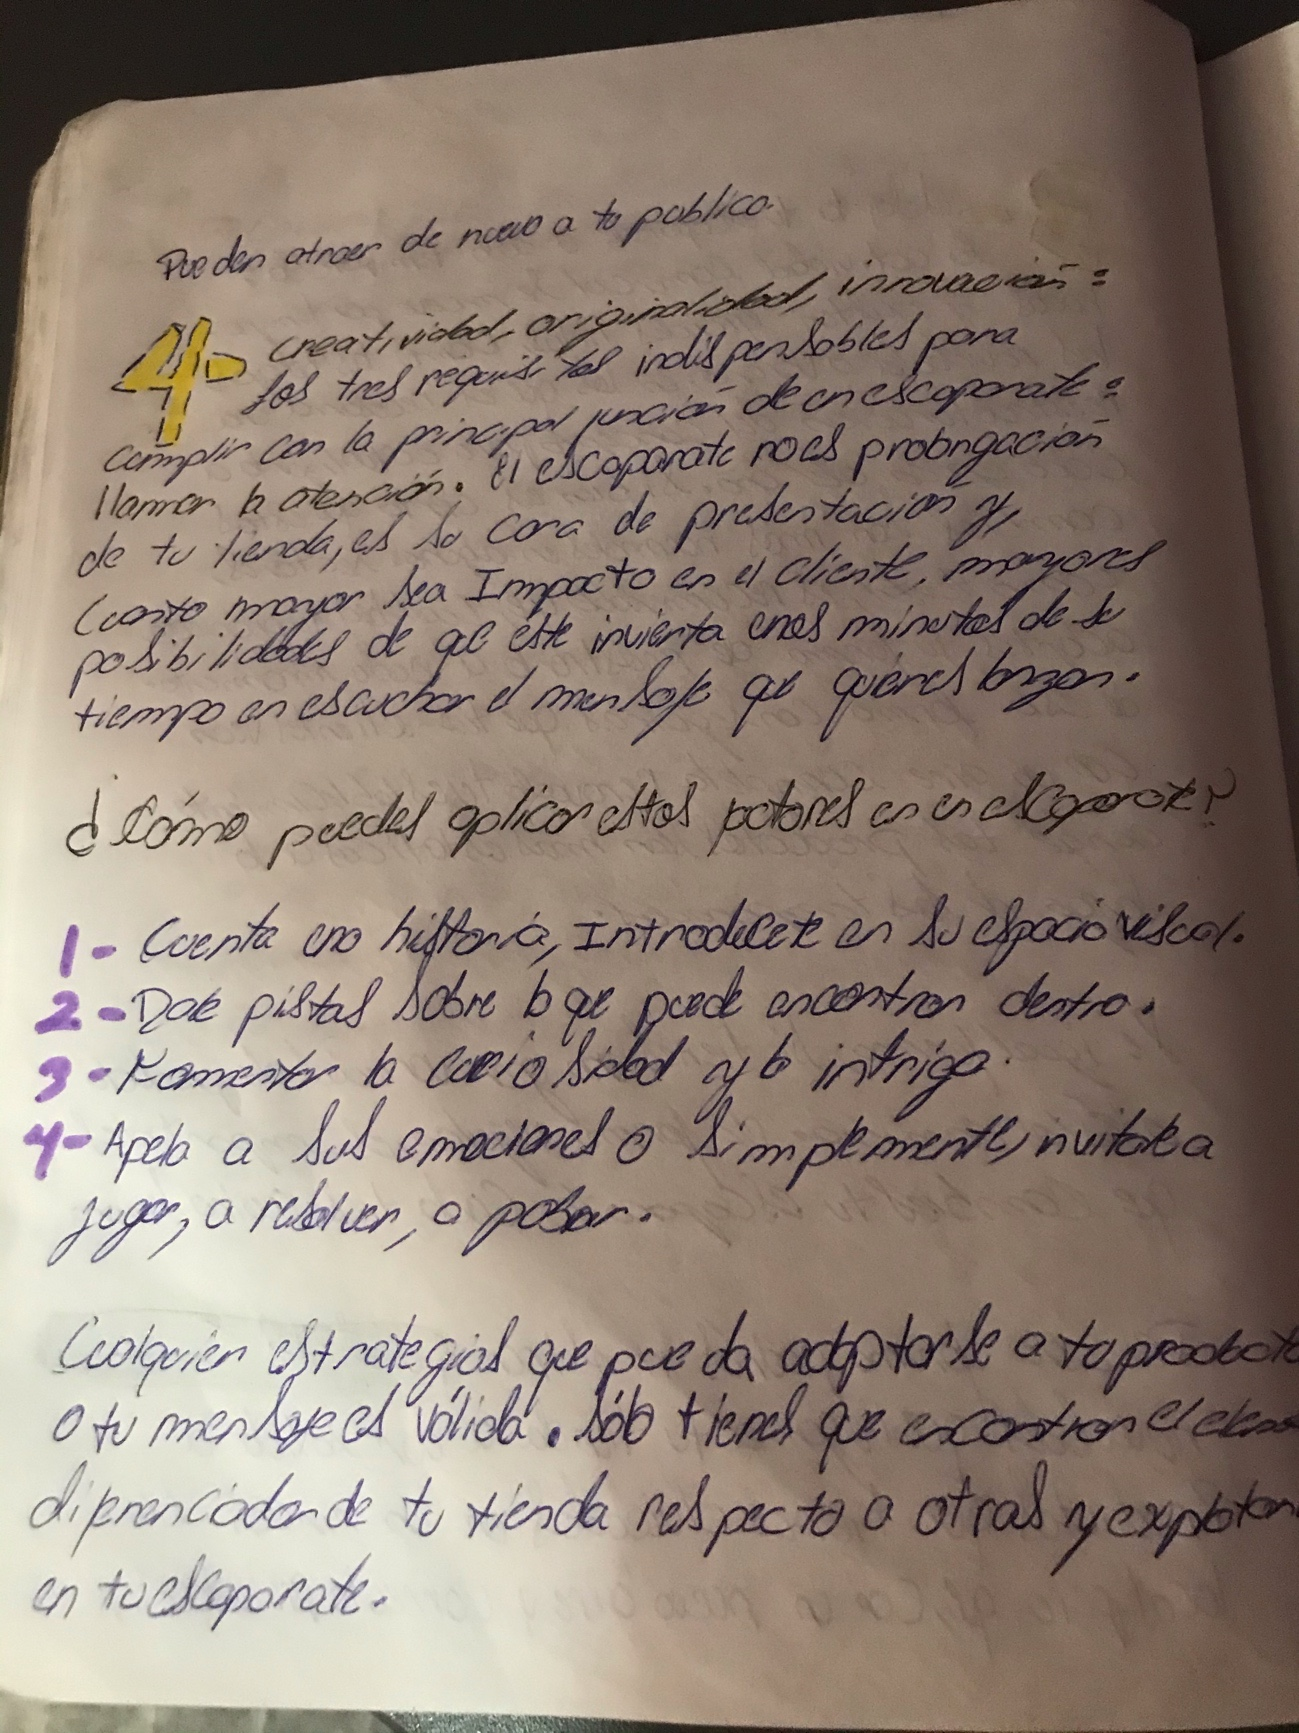 Pueden atraer de nuevo a tu publico.
4- creatividad, originalidad, innovación =
los tres requisitos indispensables para
cumplir con la principal función de un escaparate :
llamar la atención. El escaparate no es prolongación
de tu tienda, es su cara de presentación y,
Cuanto mayor sea Impacto en el cliente, mayores
posibilidades de que este invierta unos minutos de su
tiempo en escuchar el mensaje que quieres lanzar.
¿Cómo puedes aplicar estos factores en un escaparate?
1- Cuenta una historia, Introducete en su espacio visual.
2- Dale pistas sobre lo que puede encontrar dentro.
3- Fomentar la curiosidad y la intriga.
4- Apela a sus emociones o simplemente, invitale a
jugar, a resolver, a
Cualquier estrategias que pueda adaptarse a tu producto
o tu mensaje es válida. Sólo tienes que encontrar el
diferenciador de tu tienda respecto a otras y explotar
en tu escaparate.